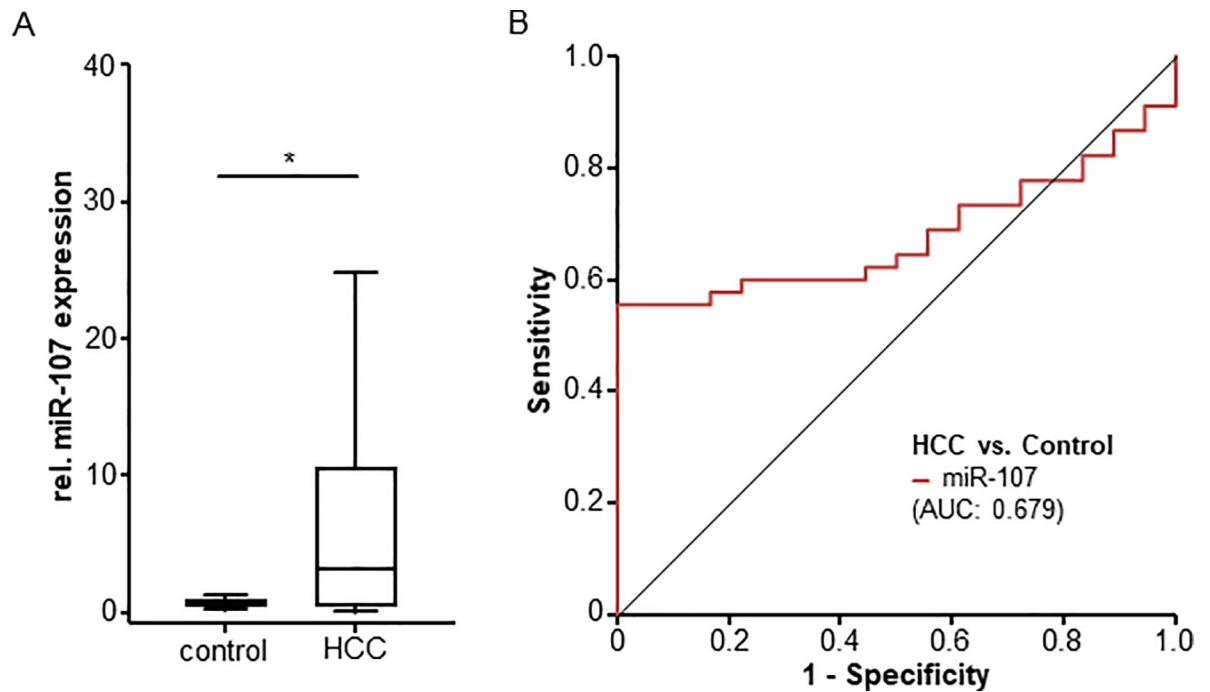 A
rel. miR-107 expression
40
30
20
10
0
*
control
HCC
B
Sensitivity
1.0
0.8
0.6
0.4
0.2
0
HCC vs. Control
miR-107
(AUC: 0.679)
0
0.2
0.4
0.6
0.8
1.0
1 - Specificity